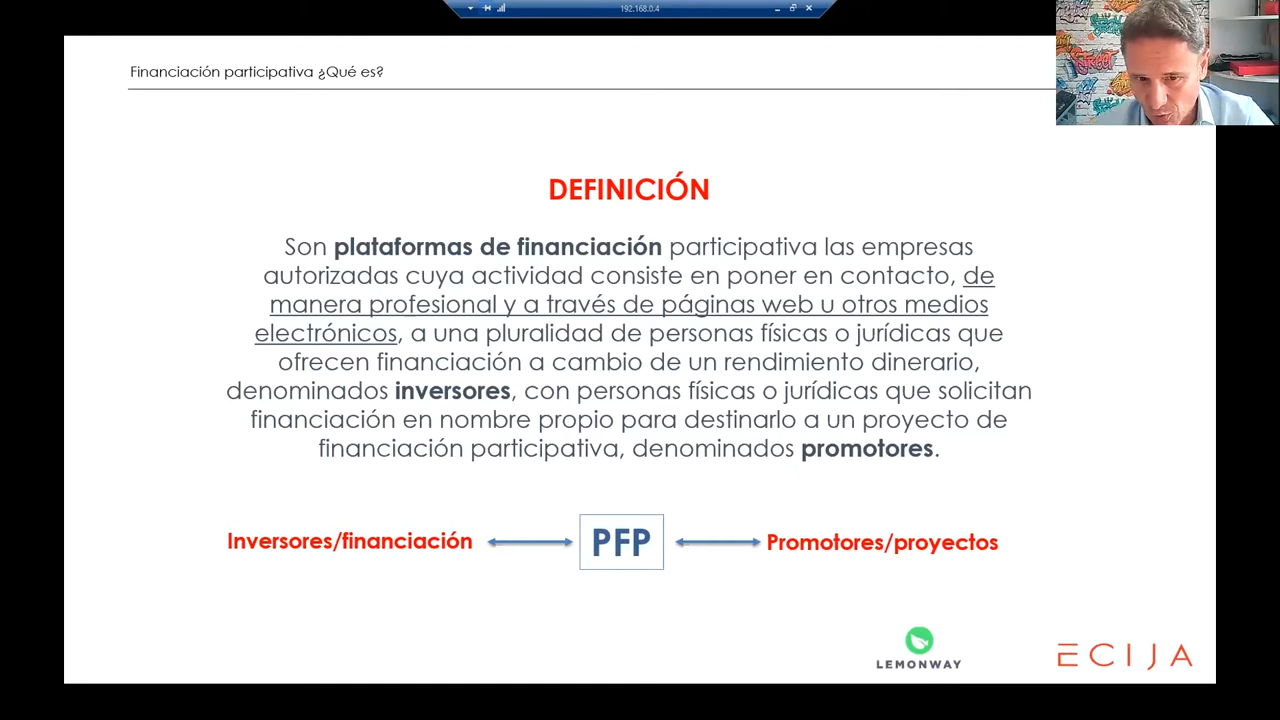 192.168.0.4
Financiación participativa ¿Qué es?
DEFINICIÓN
Son plataformas de financiación participativa las empresas
autorizadas cuya actividad consiste en poner en contacto, de
manera profesional y a través de páginas web u otros medios
electrónicos, a una pluralidad de personas físicas o jurídicas que
ofrecen financiación a cambio de un rendimiento dinerario,
denominados inversores, con personas físicas o jurídicas que solicitan
financiación en nombre propio para destinarlo a un proyecto de
financiación participativa, denominados promotores.
Inversores/financiación
PFP
Promotores/proyectos
LEMONWAY
ECIJA